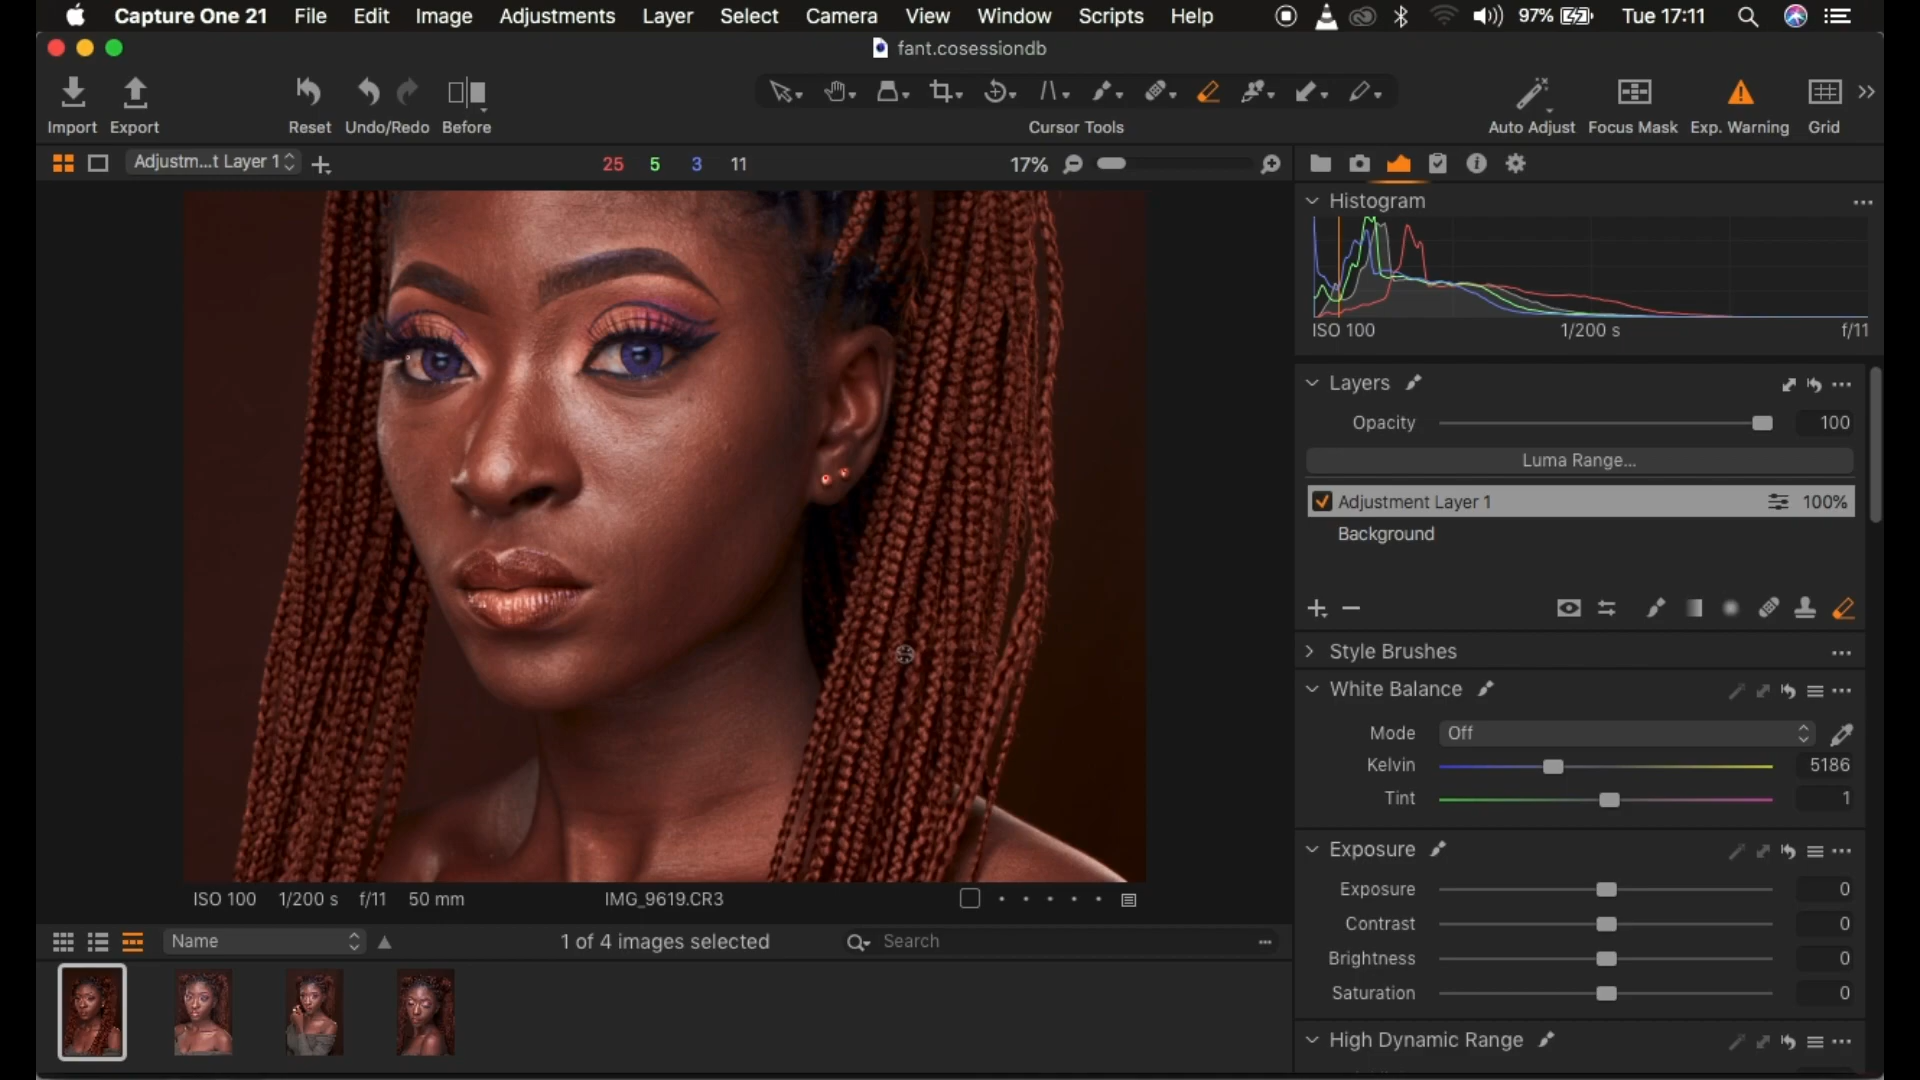 Capture One 21 File Edit Image Adjustments Layer Select Camera View Window Scripts Help 97% Tue 17:11
fant.cosessiondb
Import Export Reset Undo/Redo Before Cursor Tools Auto Adjust Focus Mask Exp. Warning Grid
Adjustm...t Layer 1 25 5 3 11 17%
Histogram
ISO 100 1/200 s f/11
Layers
Opacity 100
Luma Range...
Adjustment Layer 1 100%
Background
Style Brushes
White Balance
Mode Off
Kelvin 5186
Tint 1
Exposure
Exposure 0
Contrast 0
Brightness 0
Saturation 0
High Dynamic Range
ISO 100 1/200 s f/11 50 mm IMG_9619.CR3
Name 1 of 4 images selected Search